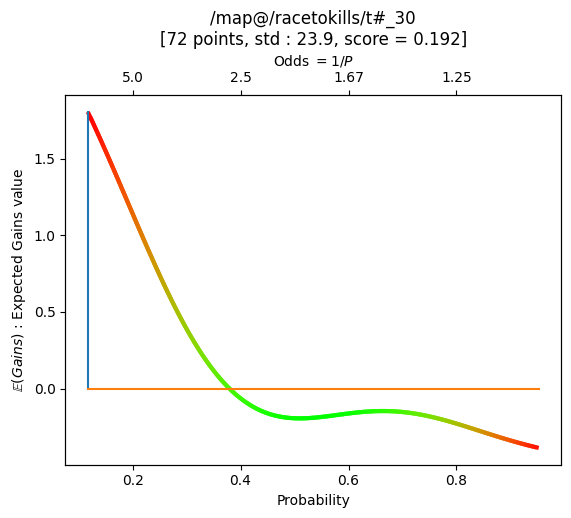 /map@/racetokills/t#_30
[72 points, std : 23.9, score = 0.192]
Odds = 1/P
5.0 2.5 1.67 1.25
1.5
1.0
0.5
0.0
𝔼(Gains) : Expected Gains value
0.2 0.4 0.6 0.8
Probability